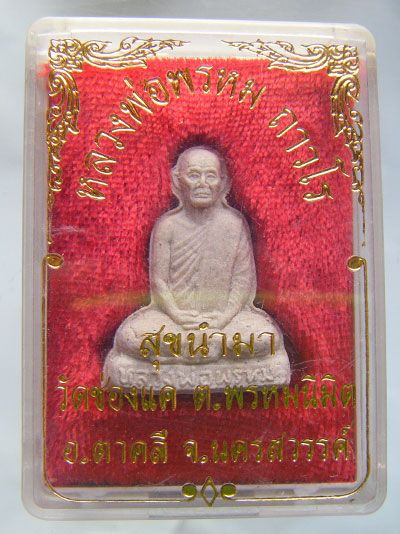 หลวงพ่อพรหม ถาวโร
สุขนำมา
หลวงพ่อพรหม
วัดช่องแค ต.พรหมนิมิต
อ.ตาคลี จ.นครสวรรค์